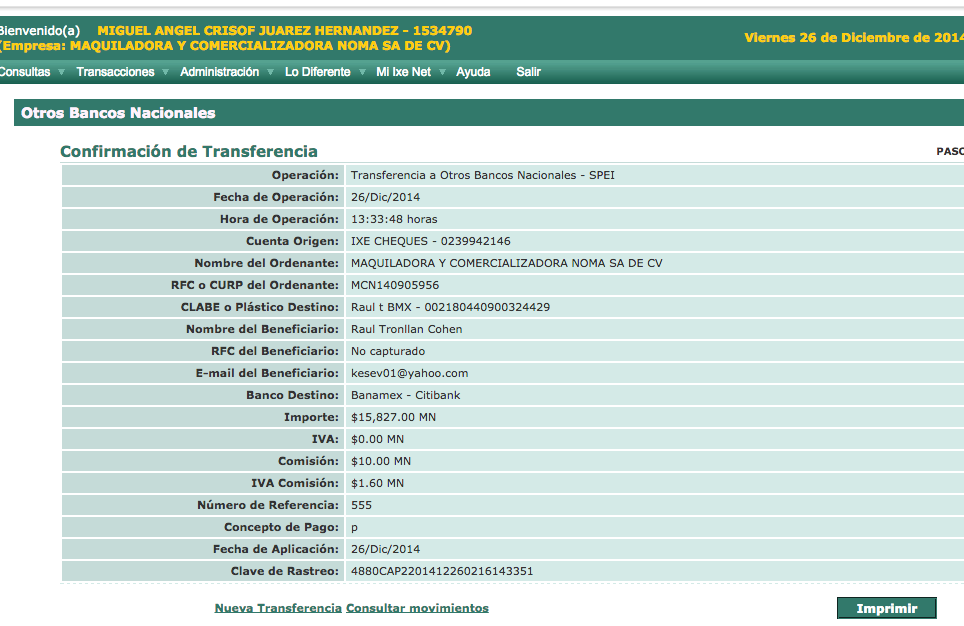 Bienvenido(a) MIGUEL ANGEL CRISOF JUAREZ HERNANDEZ - 1534790
(Empresa: MAQUILADORA Y COMERCIALIZADORA NOMA SA DE CV)
Viernes 26 de Diciembre de 2014
Consultas Transacciones Administración Lo Diferente Mi Ixe Net Ayuda Salir
Otros Bancos Nacionales
Confirmación de Transferencia
PASO
Operación: Transferencia a Otros Bancos Nacionales - SPEI
Fecha de Operación: 26/Dic/2014
Hora de Operación: 13:33:48 horas
Cuenta Origen: IXE CHEQUES - 0239942146
Nombre del Ordenante: MAQUILADORA Y COMERCIALIZADORA NOMA SA DE CV
RFC o CURP del Ordenante: MCN140905956
CLABE o Plástico Destino: Raul t BMX - 002180440900324429
Nombre del Beneficiario: Raul Tronllan Cohen
RFC del Beneficiario: No capturado
E-mail del Beneficiario: kesev01@yahoo.com
Banco Destino: Banamex - Citibank
Importe: $15,827.00 MN
IVA: $0.00 MN
Comisión: $10.00 MN
IVA Comisión: $1.60 MN
Número de Referencia: 555
Concepto de Pago: p
Fecha de Aplicación: 26/Dic/2014
Clave de Rastreo: 4880CAP2201412260216143351
Nueva Transferencia Consultar movimientos
Imprimir